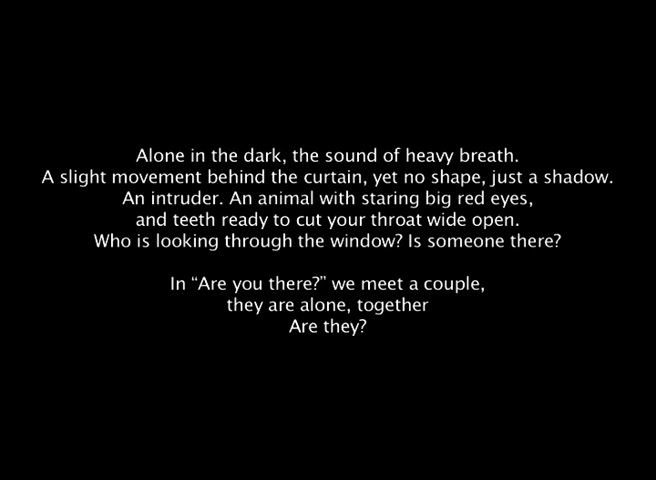 Alone in the dark, the sound of heavy breath.
A slight movement behind the curtain, yet no shape, just a shadow.
An intruder. An animal with staring big red eyes,
and teeth ready to cut your throat wide open.
Who is looking through the window? Is someone there?
In “Are you there?” we meet a couple,
they are alone, together
Are they?